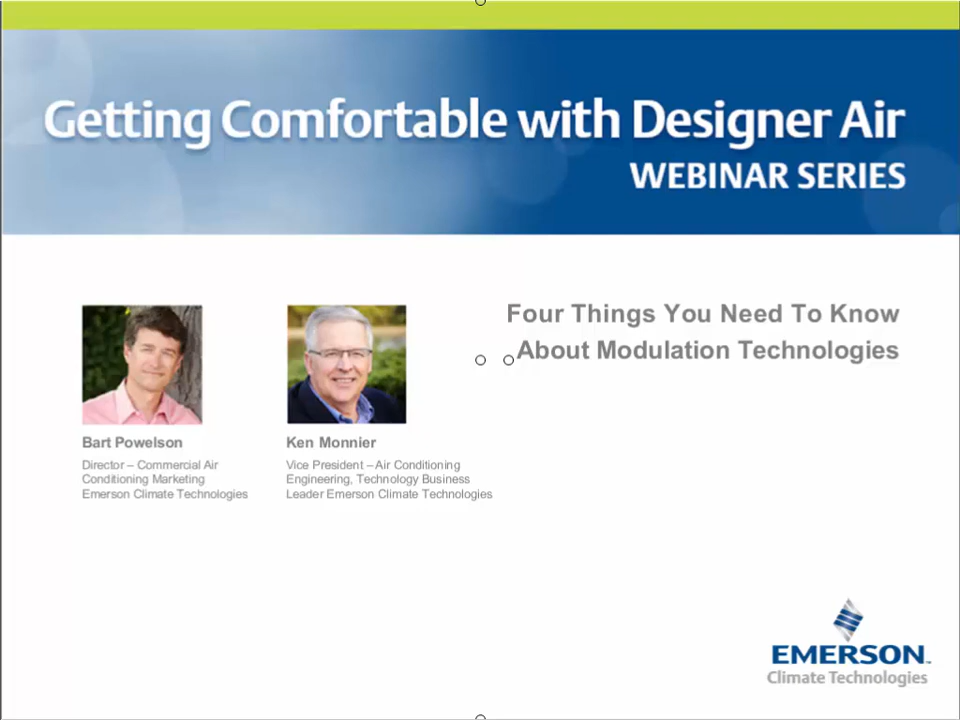 Getting Comfortable with Designer Air
WEBINAR SERIES
Four Things You Need To Know
About Modulation Technologies
Bart Powelson
Director – Commercial Air
Conditioning Marketing
Emerson Climate Technologies
Ken Monnier
Vice President – Air Conditioning
Engineering, Technology Business
Leader Emerson Climate Technologies
EMERSON™
Climate Technologies